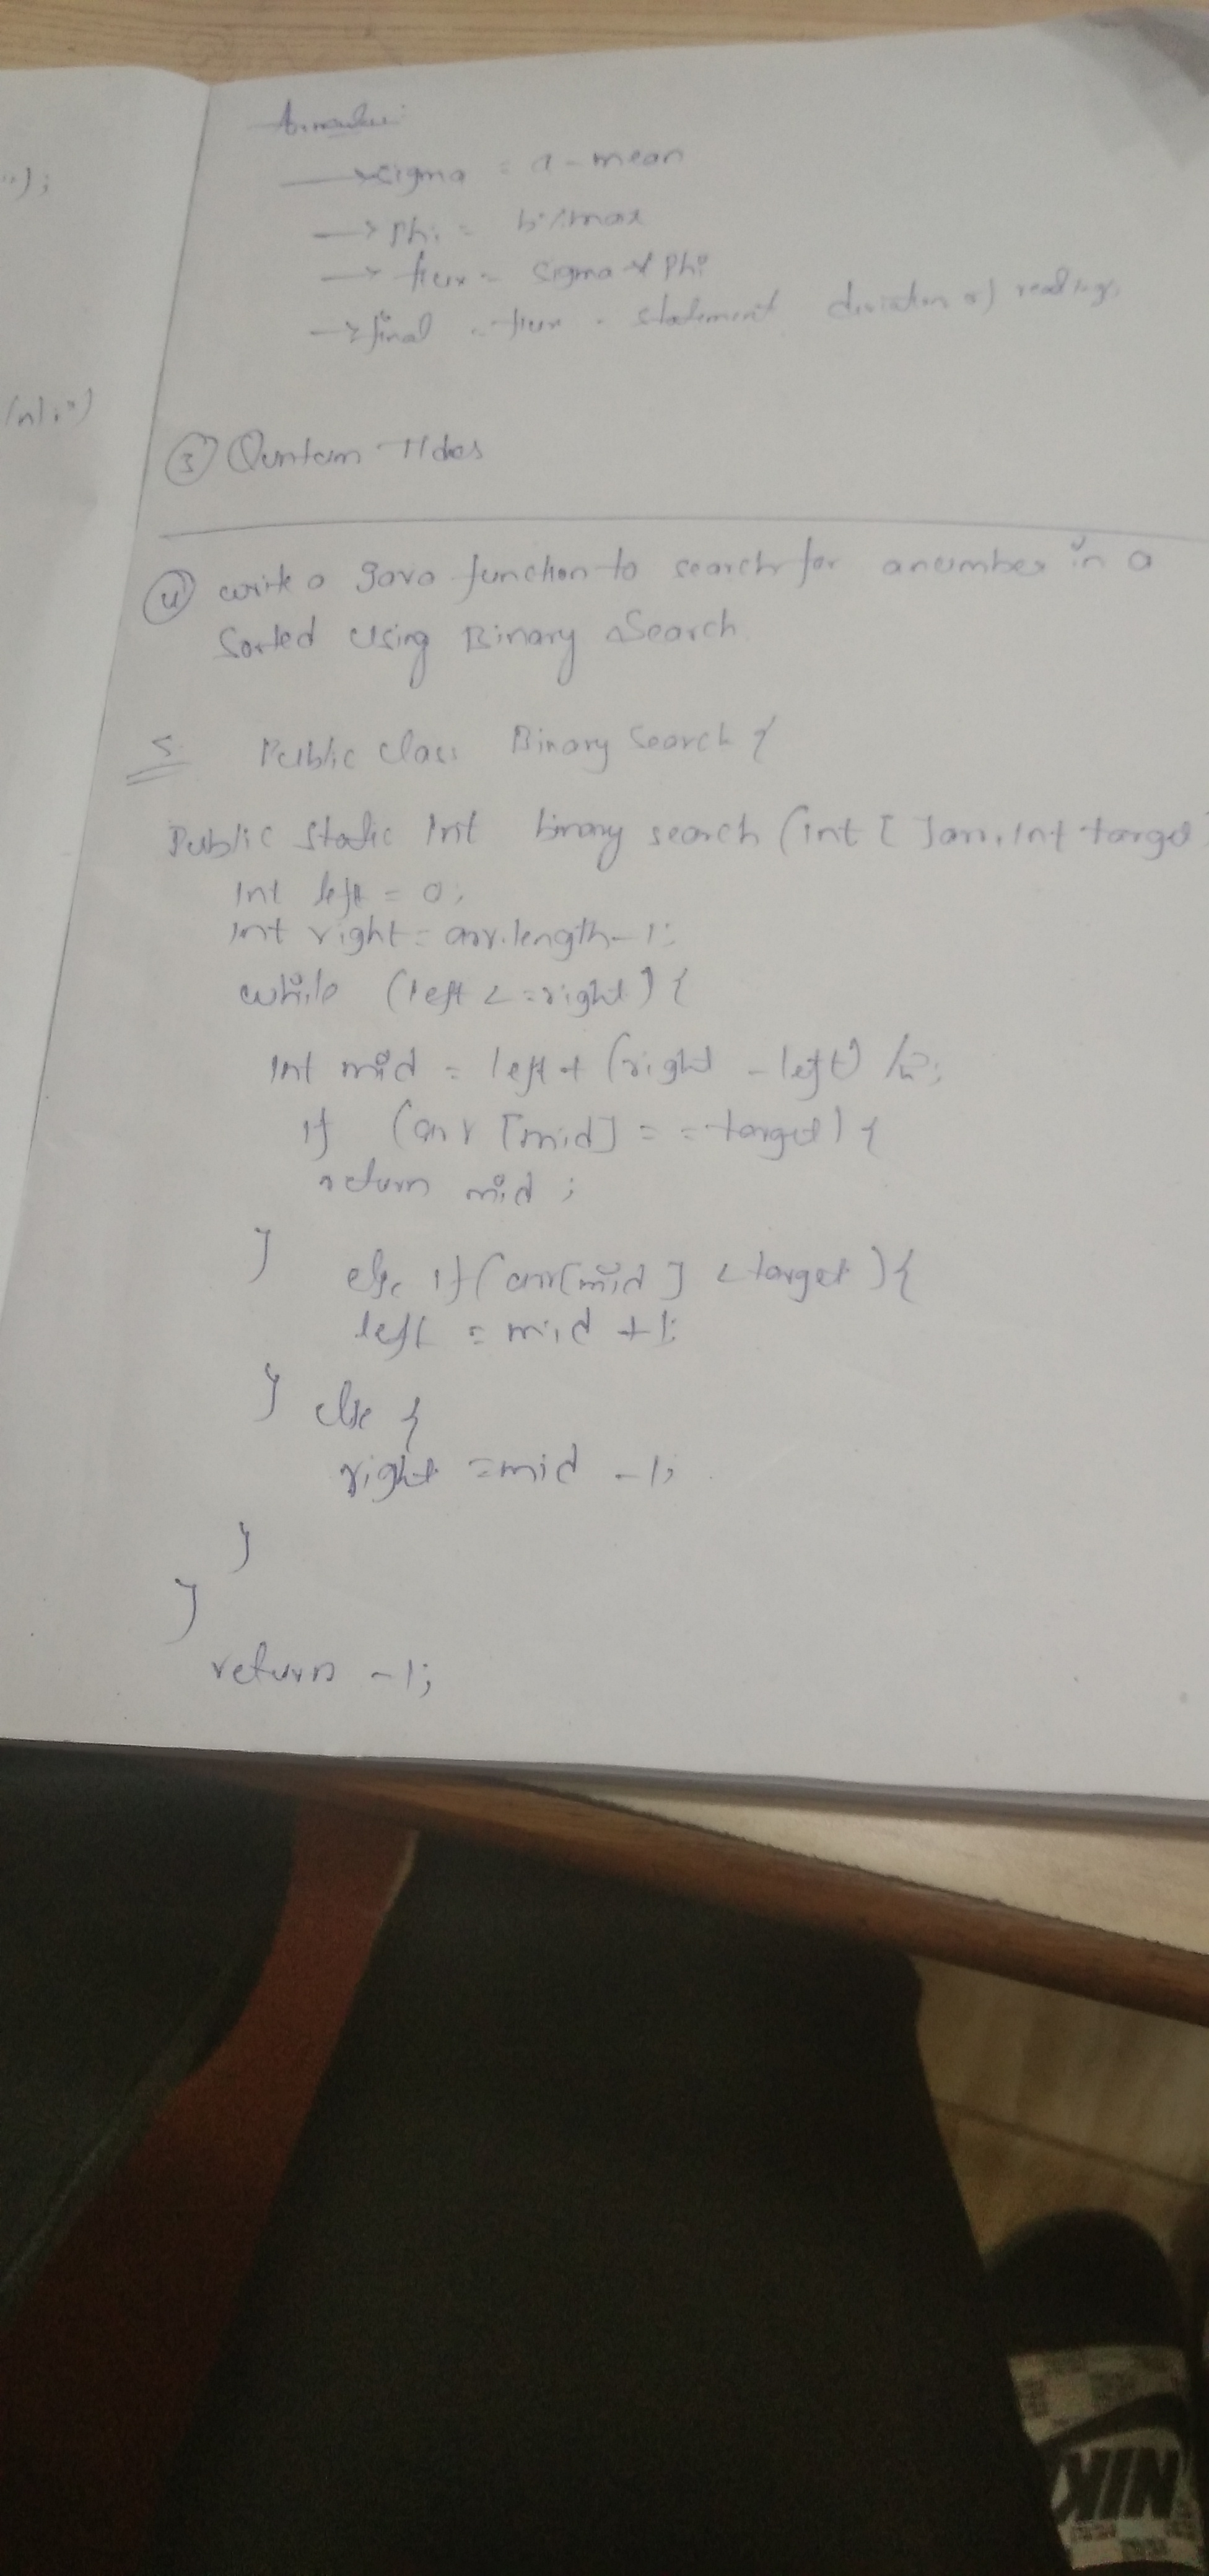 ");
/n);")
→ sigma = a - mean
→ Phi = b / max
→ flux = sigma * Phi
→ final flux statement of readings
③ Quntum Tides
④ write a Java function to search for a number in a
Sorted Using Binary Search
S. Public class Binary Search {
Public Static Int binary search (int [ ] arr, Int target)
Int left = 0;
Int right = arr.length-1;
while (left <= right) {
Int mid = left + (right - left) /2;
if (arr [mid] == target) {
return mid ;
}
else if (arr[mid] < target ) {
left = mid +1;
} else {
right = mid -1;
}
}
return -1;
NIK